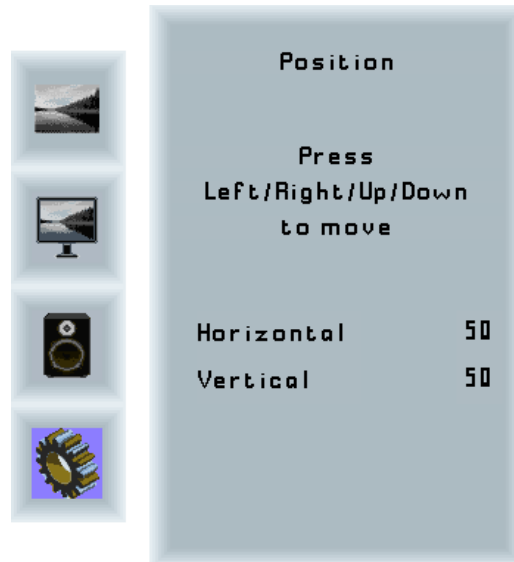 Position
Press
Left/Right/Up/Down
to move
Horizontal 50
Vertical 50